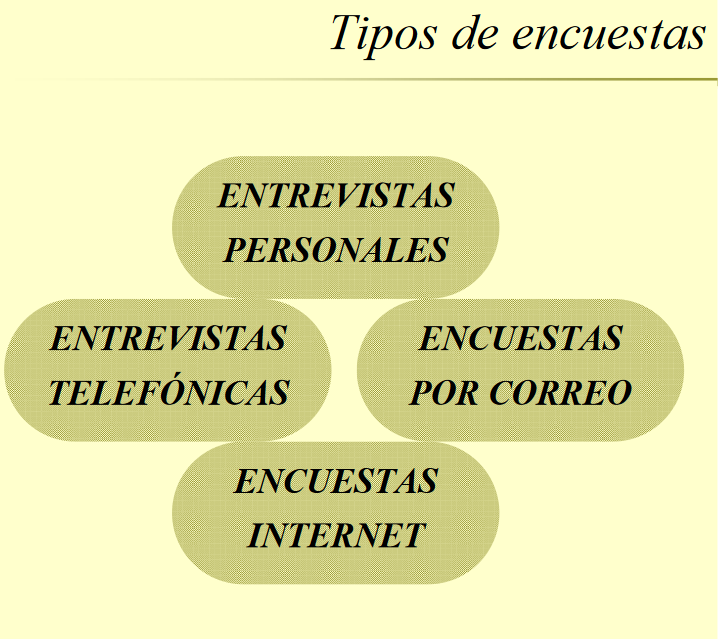 Tipos de encuestas
ENTREVISTAS
PERSONALES
ENTREVISTAS
TELEFÓNICAS
ENCUESTAS
POR CORREO
ENCUESTAS
INTERNET